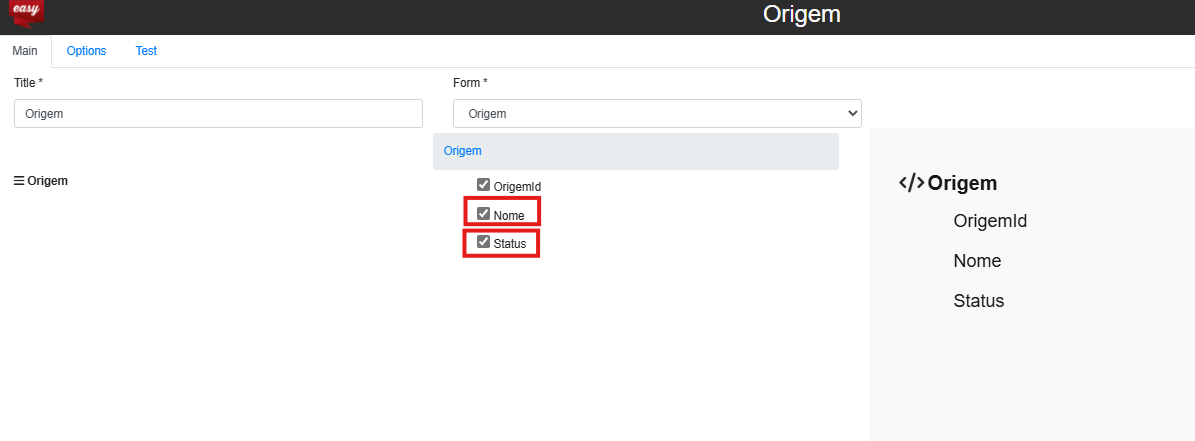 easy
Origem
Main Options Test
Title * Form *
Origem Origem
Origem
Origem
OrigemId
Nome
Status
</>Origem
OrigemId
Nome
Status